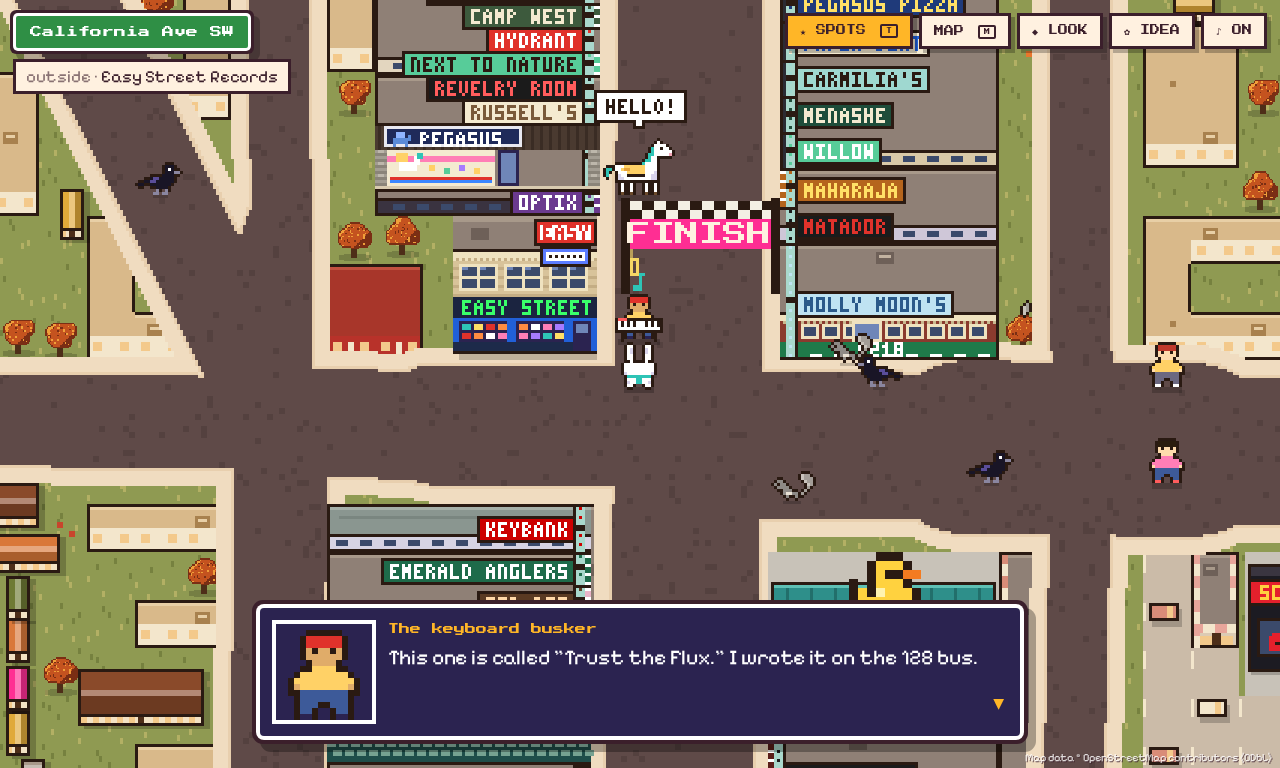 California Ave SW
outside · Easy Street Records
CAMP WEST
HYDRANT
NEXT TO NATURE
REVELRY ROOM
RUSSELL'S
PEGASUS
OPTIX
EASY
EASY STREET
HELLO!
FINISH
PEGASUS PIZZA
SPOTS T
MAP M
LOOK
IDEA
ON
CARMILIA'S
MENASHE
WILLOW
MAHARAJA
MATADOR
MOLLY MOON'S
KEYBANK
EMERALD ANGLERS
The keyboard busker
This one is called "Trust the Flux." I wrote it on the 128 bus.
Map data © OpenStreetMap contributors (ODbL)